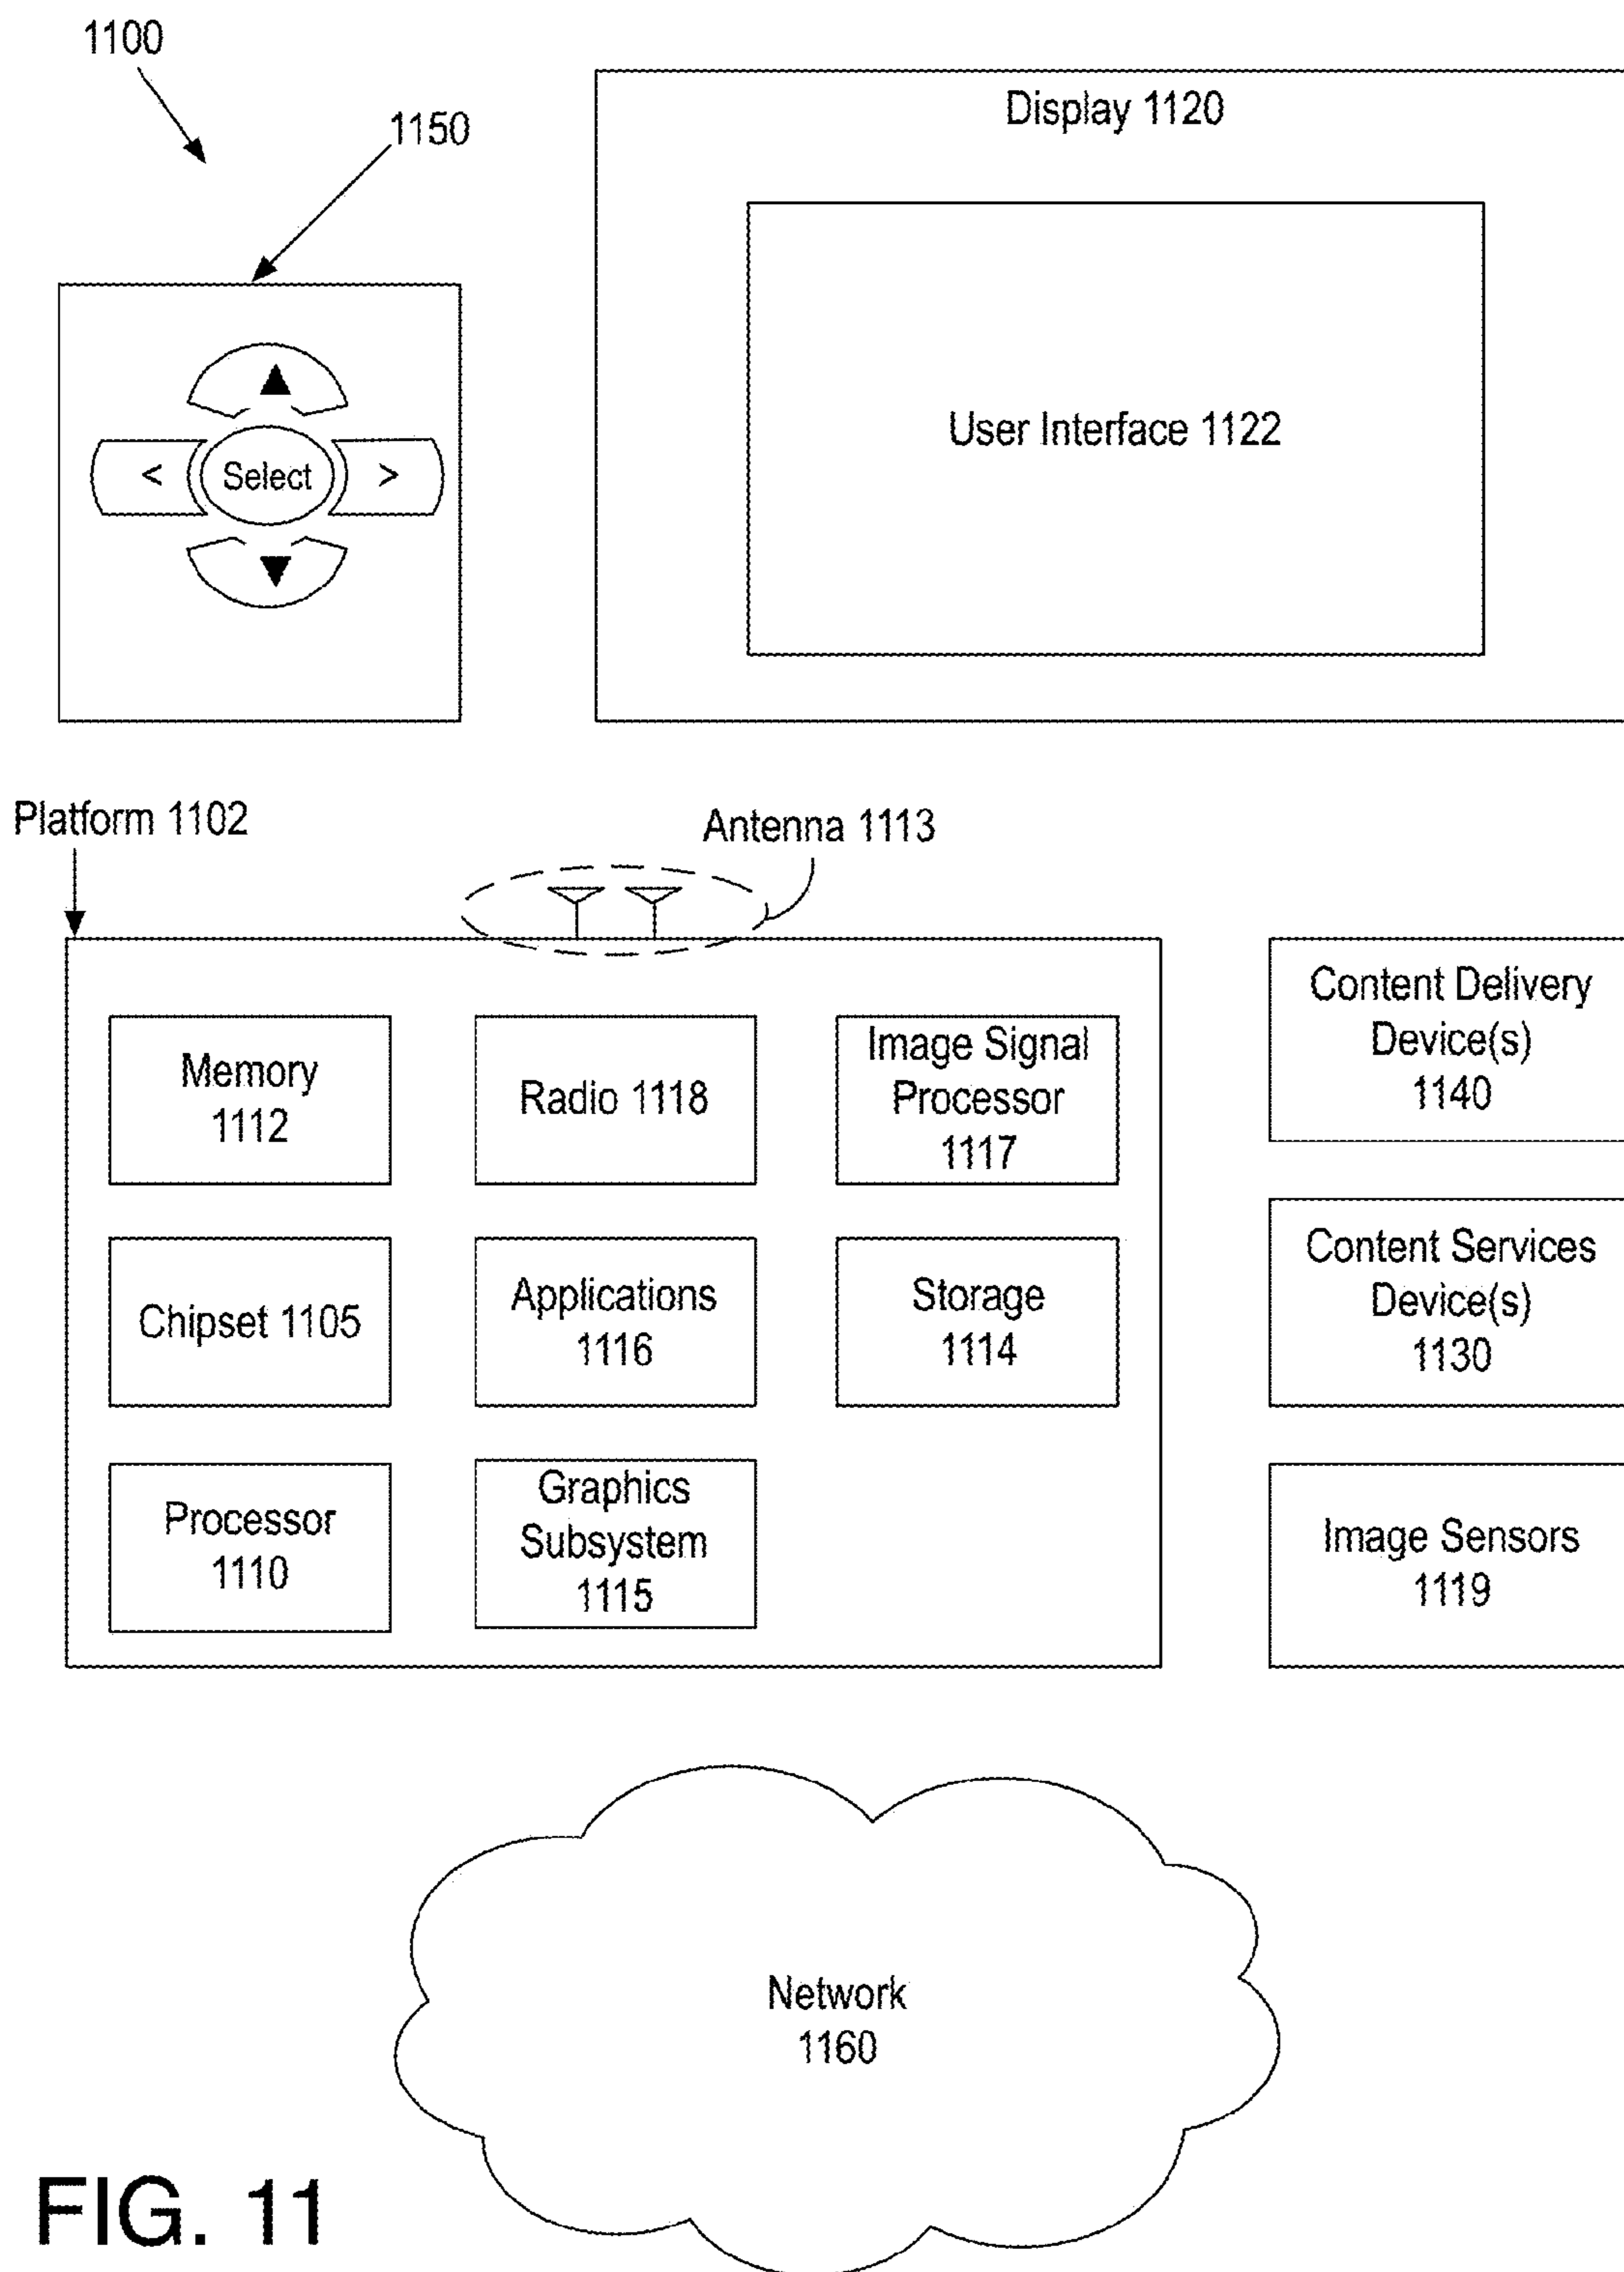 1100
1150
Display 1120
User Interface 1122
▲
< Select >
▼
Platform 1102
Antenna 1113
Memory
1112
Radio 1118
Image Signal
Processor
1117
Chipset 1105
Applications
1116
Storage
1114
Processor
1110
Graphics
Subsystem
1115
Content Delivery
Device(s)
1140
Content Services
Device(s)
1130
Image Sensors
1119
Network
1160
FIG. 11